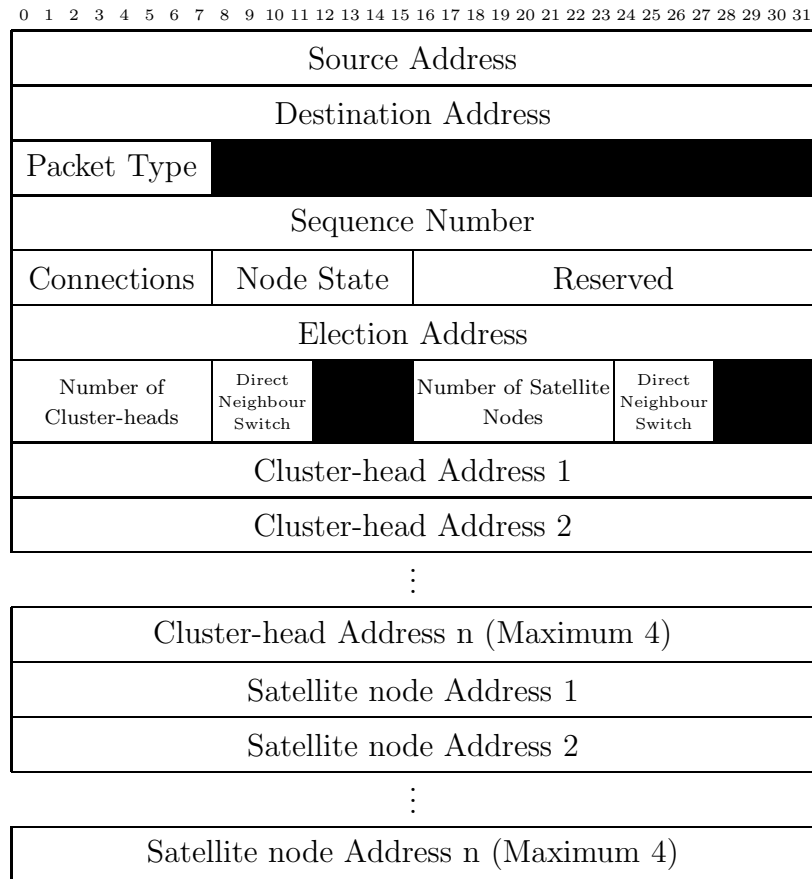 0 1 2 3 4 5 6 7 8 9 10 11 12 13 14 15 16 17 18 19 20 21 22 23 24 25 26 27 28 29 30 31
Source Address
Destination Address
Packet Type
Sequence Number
Connections Node State Reserved
Election Address
Number of
Cluster-heads
Direct
Neighbour
Switch
Number of Satellite
Nodes
Direct
Neighbour
Switch
Cluster-head Address 1
Cluster-head Address 2
⋮
Cluster-head Address n (Maximum 4)
Satellite node Address 1
Satellite node Address 2
⋮
Satellite node Address n (Maximum 4)